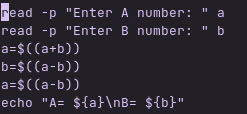 read -p "Enter A number: " a
read -p "Enter B number: " b
a=$((a+b))
b=$((a-b))
a=$((a-b))
echo "A= ${a}\nB= ${b}"